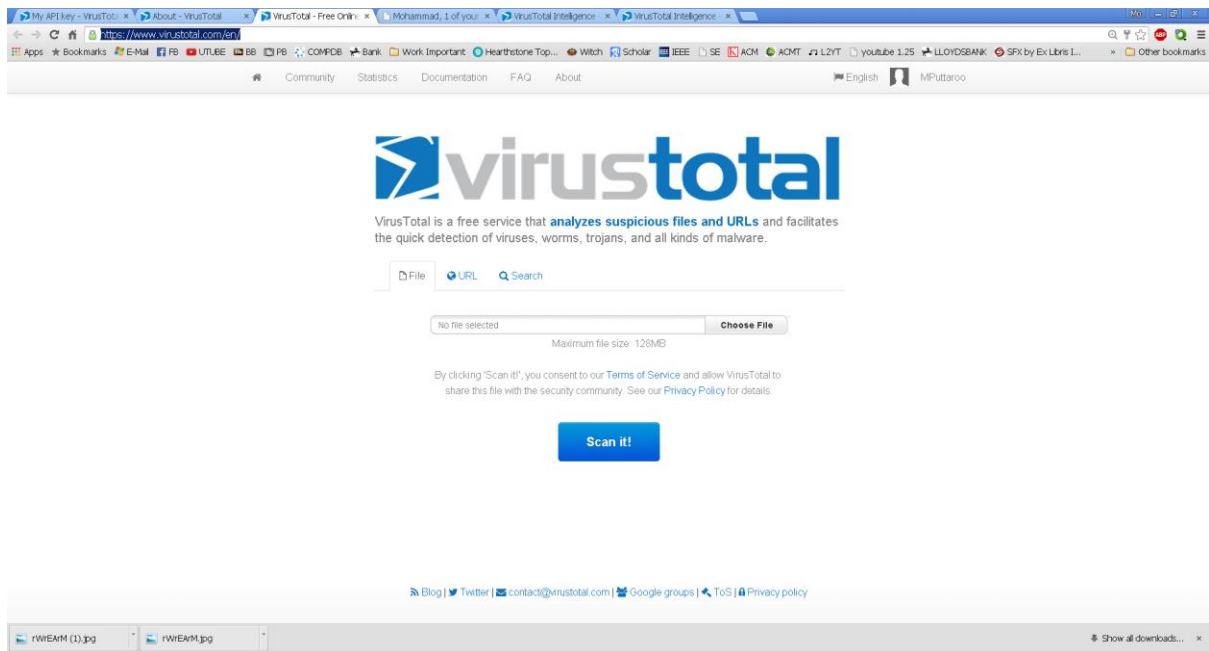 My API key - VirusTot About - VirusTotal VirusTotal - Free Onlin Mohammad, 1 of your VirusTotal Intelligence VirusTotal Intelligence Mo
https://www.virustotal.com/en/
Apps Bookmarks E-Mail FB UTUBE BB PB COMPDB Bank Work Important Hearthstone Top... Witch Scholar IEEE SE ACM ACMT L2YT youtube 1.25 LLOYDSBANK SFX by Ex Libris I... » Other bookmarks
Community Statistics Documentation FAQ About English MPuttaroo
virustotal
VirusTotal is a free service that analyzes suspicious files and URLs and facilitates
the quick detection of viruses, worms, trojans, and all kinds of malware.
File URL Search
No file selected Choose File
Maximum file size: 128MB
By clicking 'Scan it!', you consent to our Terms of Service and allow VirusTotal to
share this file with the security community. See our Privacy Policy for details.
Scan it!
Blog | Twitter | contact@virustotal.com | Google groups | ToS | Privacy policy
rWrEArM (1).jpg rWrEArM.jpg Show all downloads...